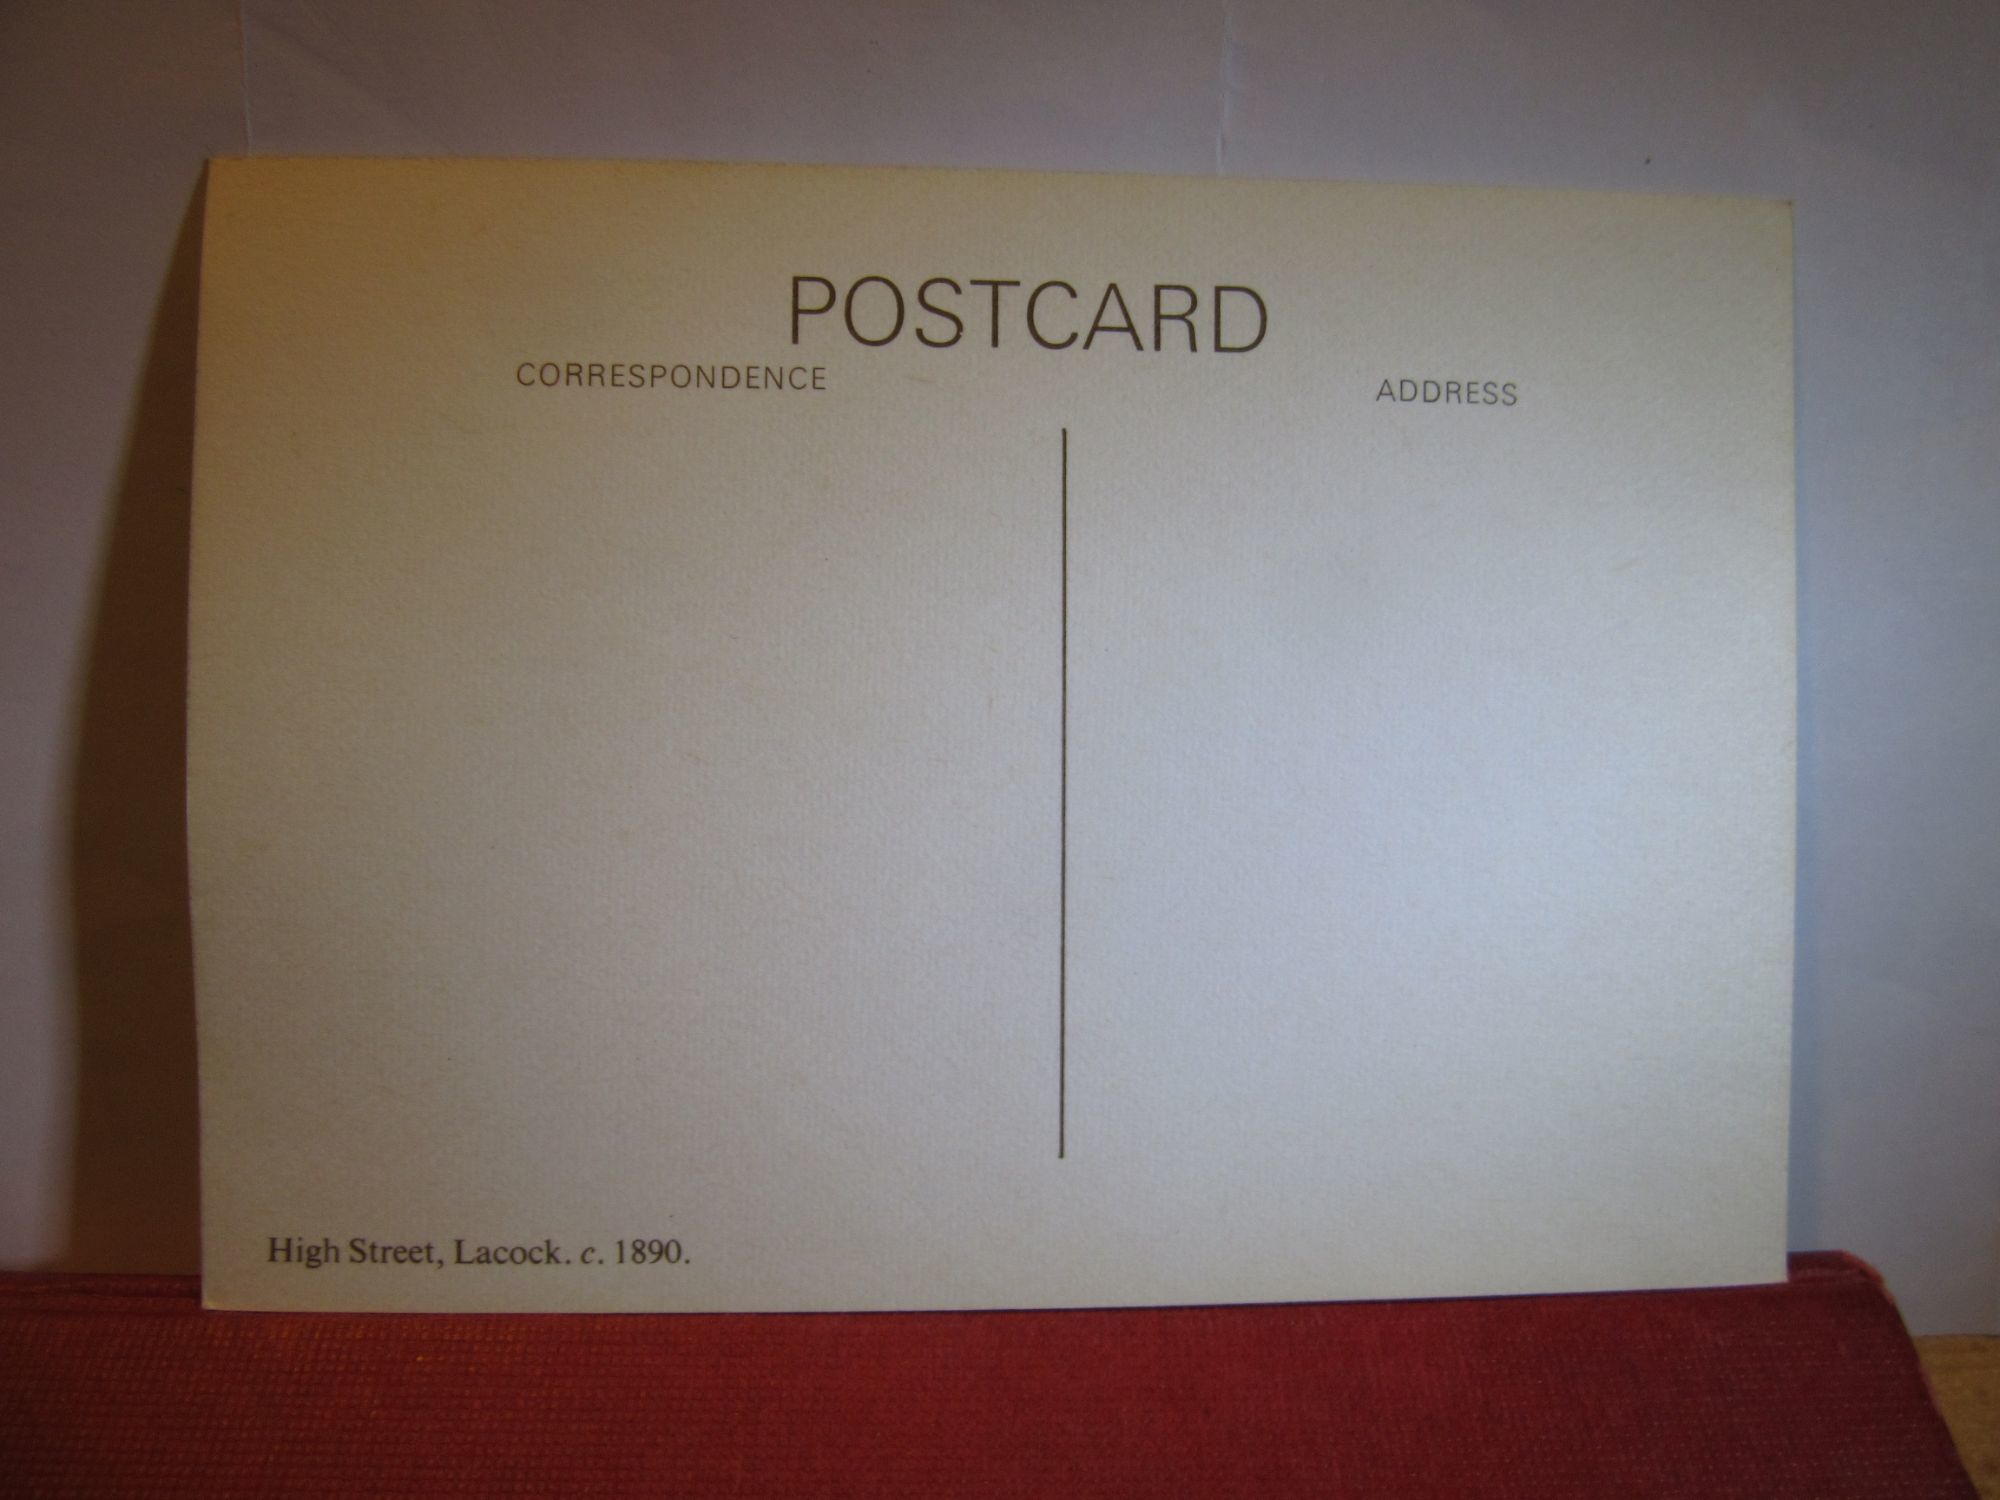 POSTCARD
CORRESPONDENCE
ADDRESS
High Street, Lacock. c. 1890.